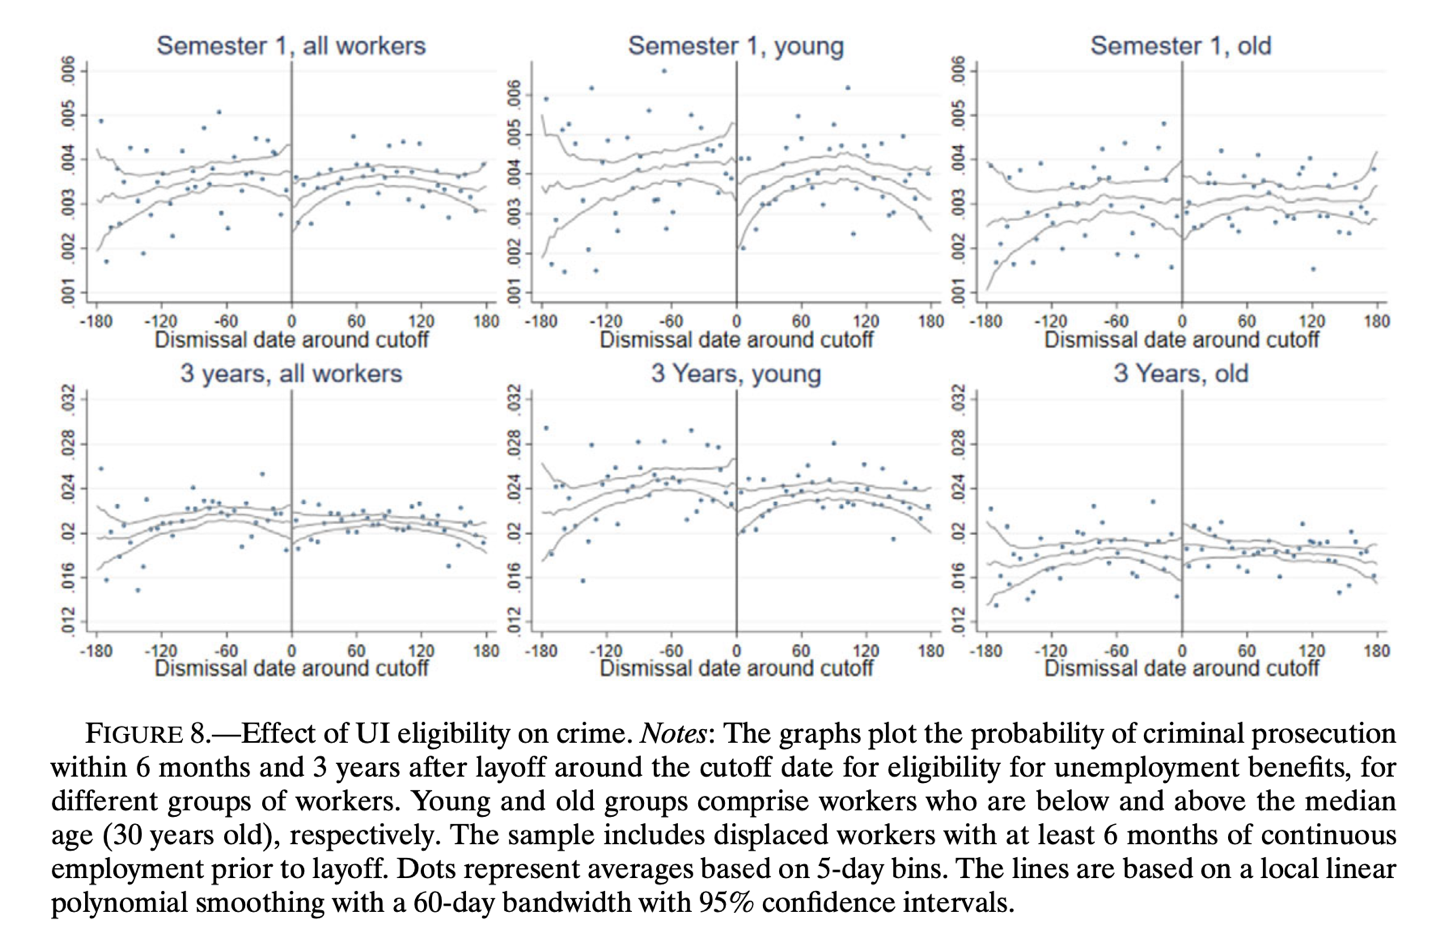 Semester 1, all workers
.006
.005
.004
.003
.002
.001
-180 -120 -60 0 60 120 180
Dismissal date around cutoff
Semester 1, young
.006
.005
.004
.003
.002
.001
-180 -120 -60 0 60 120 180
Dismissal date around cutoff
Semester 1, old
.006
.005
.004
.003
.002
.001
-180 -120 -60 0 60 120 180
Dismissal date around cutoff
3 years, all workers
.032
.028
.024
.02
.016
.012
-180 -120 -60 0 60 120 180
Dismissal date around cutoff
3 Years, young
.032
.028
.024
.02
.016
.012
-180 -120 -60 0 60 120 180
Dismissal date around cutoff
3 Years, old
.032
.028
.024
.02
.016
.012
-180 -120 -60 0 60 120 180
Dismissal date around cutoff
FIGURE 8.—Effect of UI eligibility on crime. Notes: The graphs plot the probability of criminal prosecution
within 6 months and 3 years after layoff around the cutoff date for eligibility for unemployment benefits, for
different groups of workers. Young and old groups comprise workers who are below and above the median
age (30 years old), respectively. The sample includes displaced workers with at least 6 months of continuous
employment prior to layoff. Dots represent averages based on 5-day bins. The lines are based on a local linear
polynomial smoothing with a 60-day bandwidth with 95% confidence intervals.